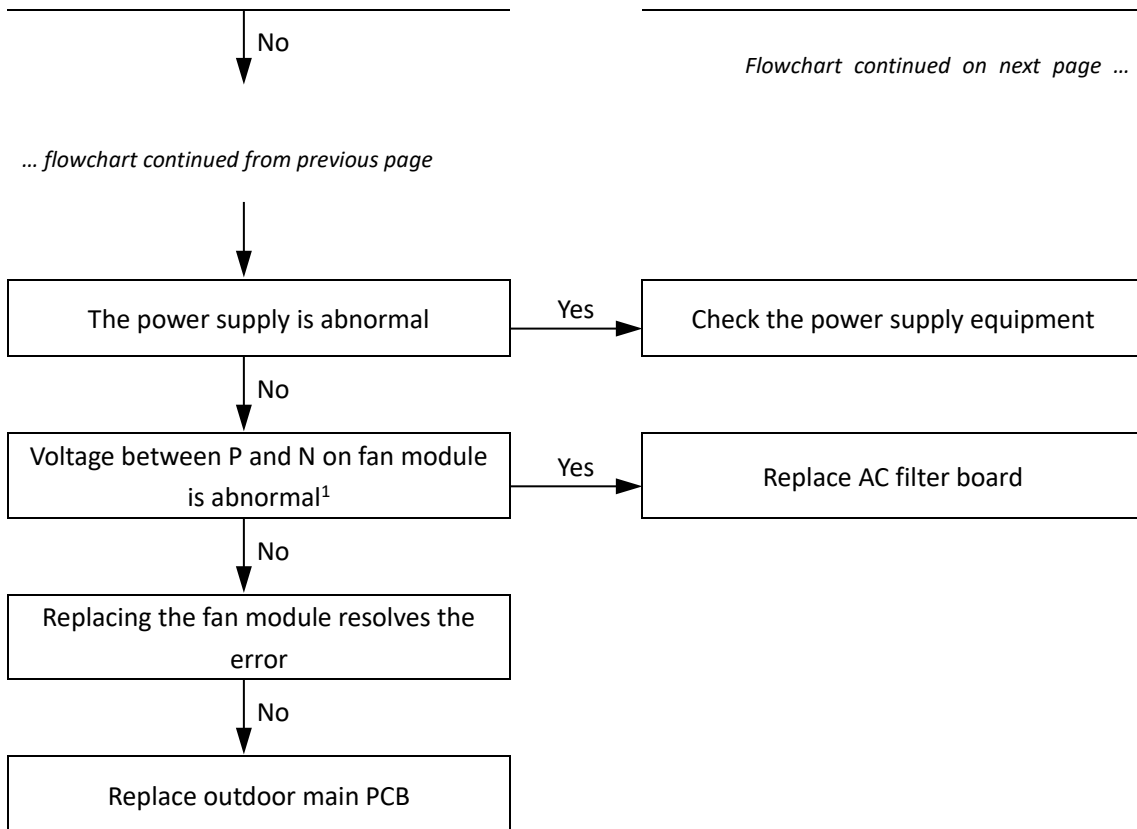 No
Flowchart continued on next page …
… flowchart continued from previous page
The power supply is abnormal
Yes
Check the power supply equipment
No
Voltage between P and N on fan module
is abnormal¹
Yes
Replace AC filter board
No
Replacing the fan module resolves the
error
No
Replace outdoor main PCB